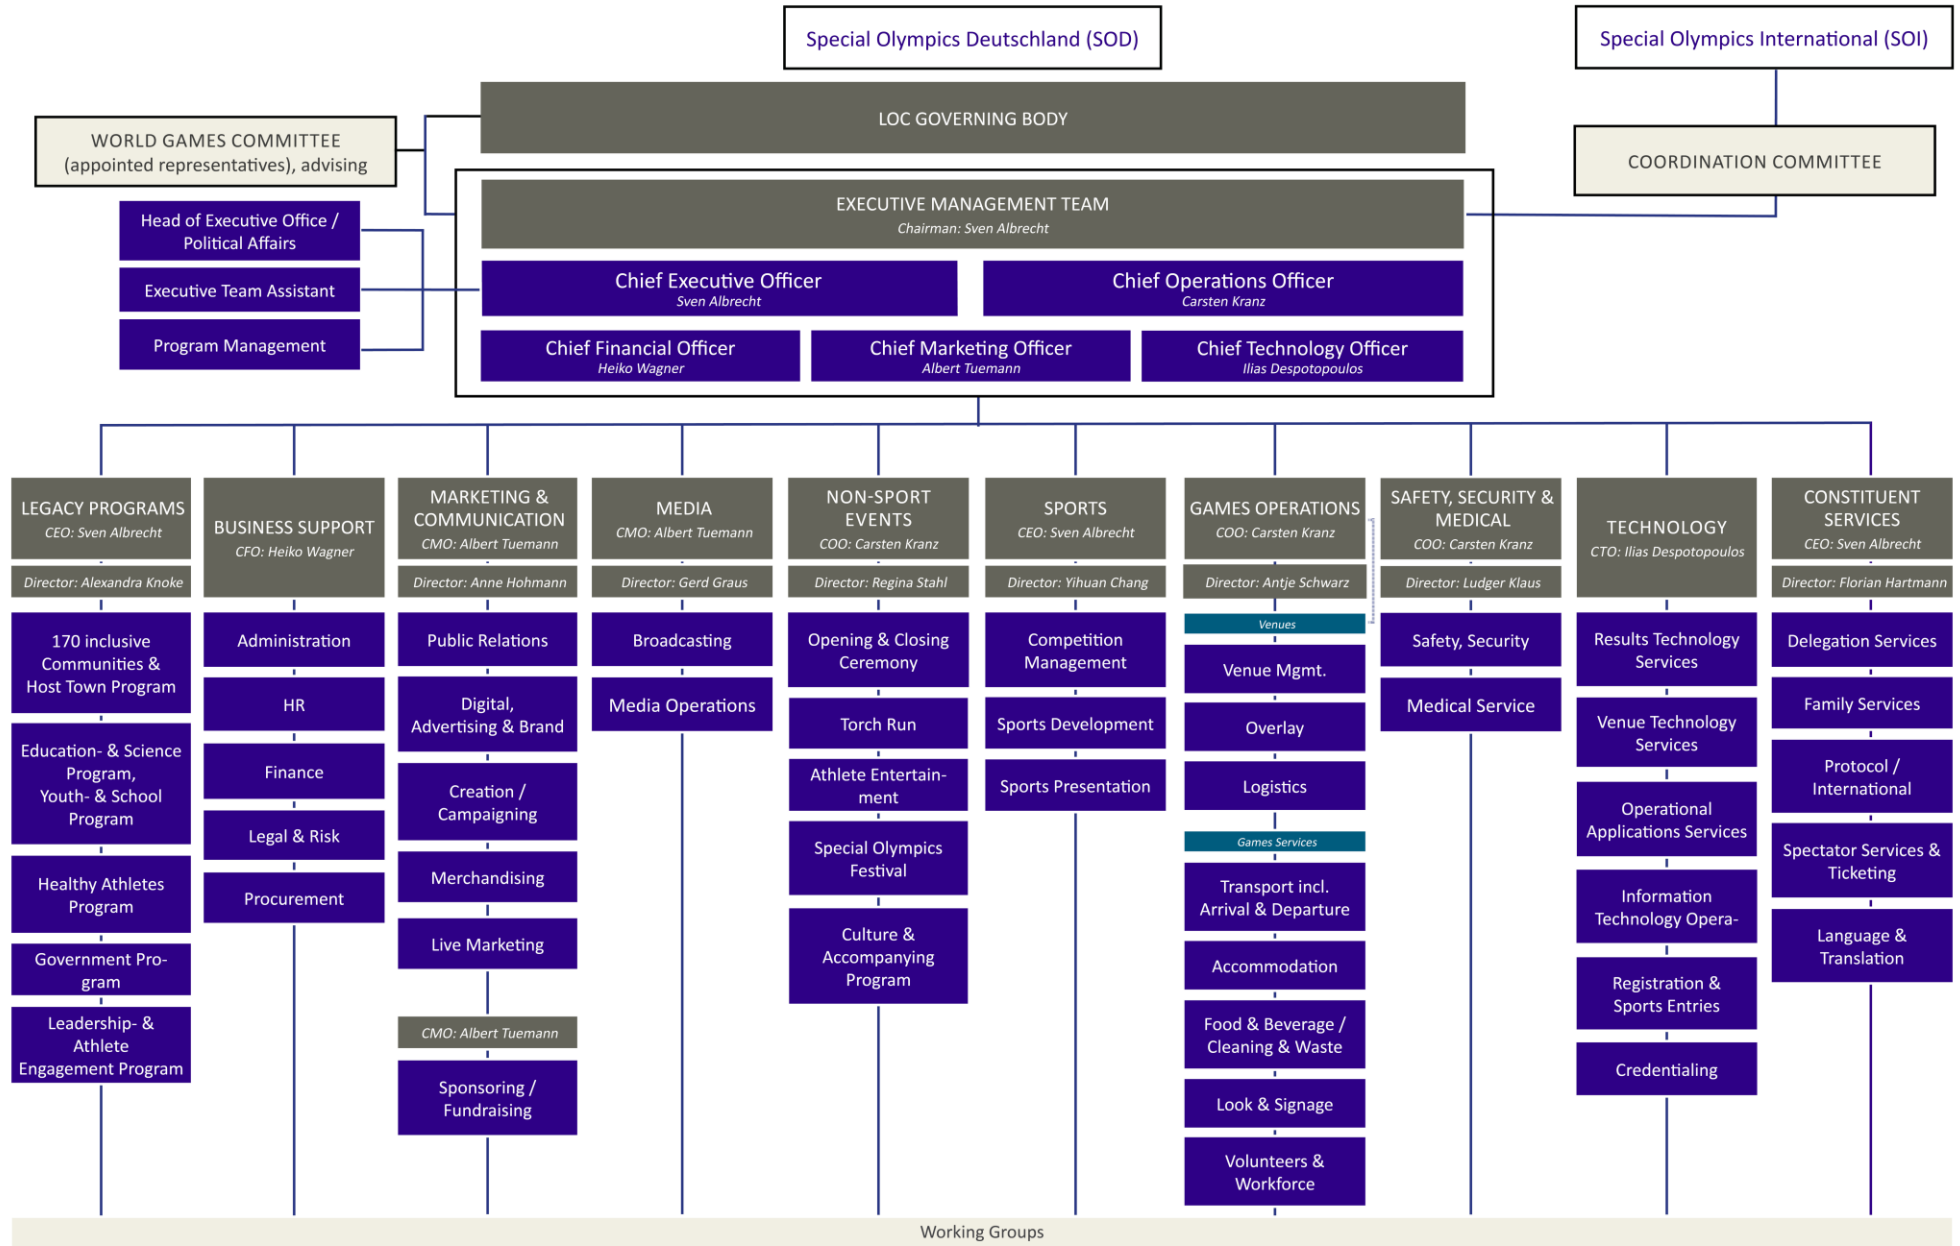 Special Olympics Deutschland (SOD)
Special Olympics International (SOI)
LOC GOVERNING BODY
WORLD GAMES COMMITTEE
(appointed representatives), advising
COORDINATION COMMITTEE
EXECUTIVE MANAGEMENT TEAM
Chairman: Sven Albrecht
Head of Executive Office /
Political Affairs
Executive Team Assistant
Program Management
Chief Executive Officer
Sven Albrecht
Chief Operations Officer
Carsten Kranz
Chief Financial Officer
Heiko Wagner
Chief Marketing Officer
Albert Tuemann
Chief Technology Officer
Ilias Despotopoulos
LEGACY PROGRAMS
CEO: Sven Albrecht
Director: Alexandra Knoke
170 inclusive
Communities &
Host Town Program
Education- & Science
Program,
Youth- & School
Program
Healthy Athletes
Program
Government Pro-
gram
Leadership- &
Athlete
Engagement Program
BUSINESS SUPPORT
CFO: Heiko Wagner
Administration
HR
Finance
Legal & Risk
Procurement
MARKETING &
COMMUNICATION
CMO: Albert Tuemann
Director: Anne Hohmann
Public Relations
Digital,
Advertising & Brand
Creation /
Campaigning
Merchandising
Live Marketing
CMO: Albert Tuemann
Sponsoring /
Fundraising
MEDIA
CMO: Albert Tuemann
Director: Gerd Graus
Broadcasting
Media Operations
NON-SPORT
EVENTS
COO: Carsten Kranz
Director: Regina Stahl
Opening & Closing
Ceremony
Torch Run
Athlete Entertain-
ment
Special Olympics
Festival
Culture &
Accompanying
Program
SPORTS
CEO: Sven Albrecht
Director: Yihuan Chang
Competition
Management
Sports Development
Sports Presentation
GAMES OPERATIONS
COO: Carsten Kranz
Director: Antje Schwarz
Venues
Venue Mgmt.
Overlay
Logistics
Games Services
Transport incl.
Arrival & Departure
Accommodation
Food & Beverage /
Cleaning & Waste
Look & Signage
Volunteers &
Workforce
SAFETY, SECURITY &
MEDICAL
COO: Carsten Kranz
Director: Ludger Klaus
Safety, Security
Medical Service
TECHNOLOGY
CTO: Ilias Despotopoulos
Results Technology
Services
Venue Technology
Services
Operational
Applications Services
Information
Technology Opera-
Registration &
Sports Entries
Credentialing
CONSTITUENT
SERVICES
CEO: Sven Albrecht
Director: Florian Hartmann
Delegation Services
Family Services
Protocol /
International
Spectator Services &
Ticketing
Language &
Translation
Working Groups